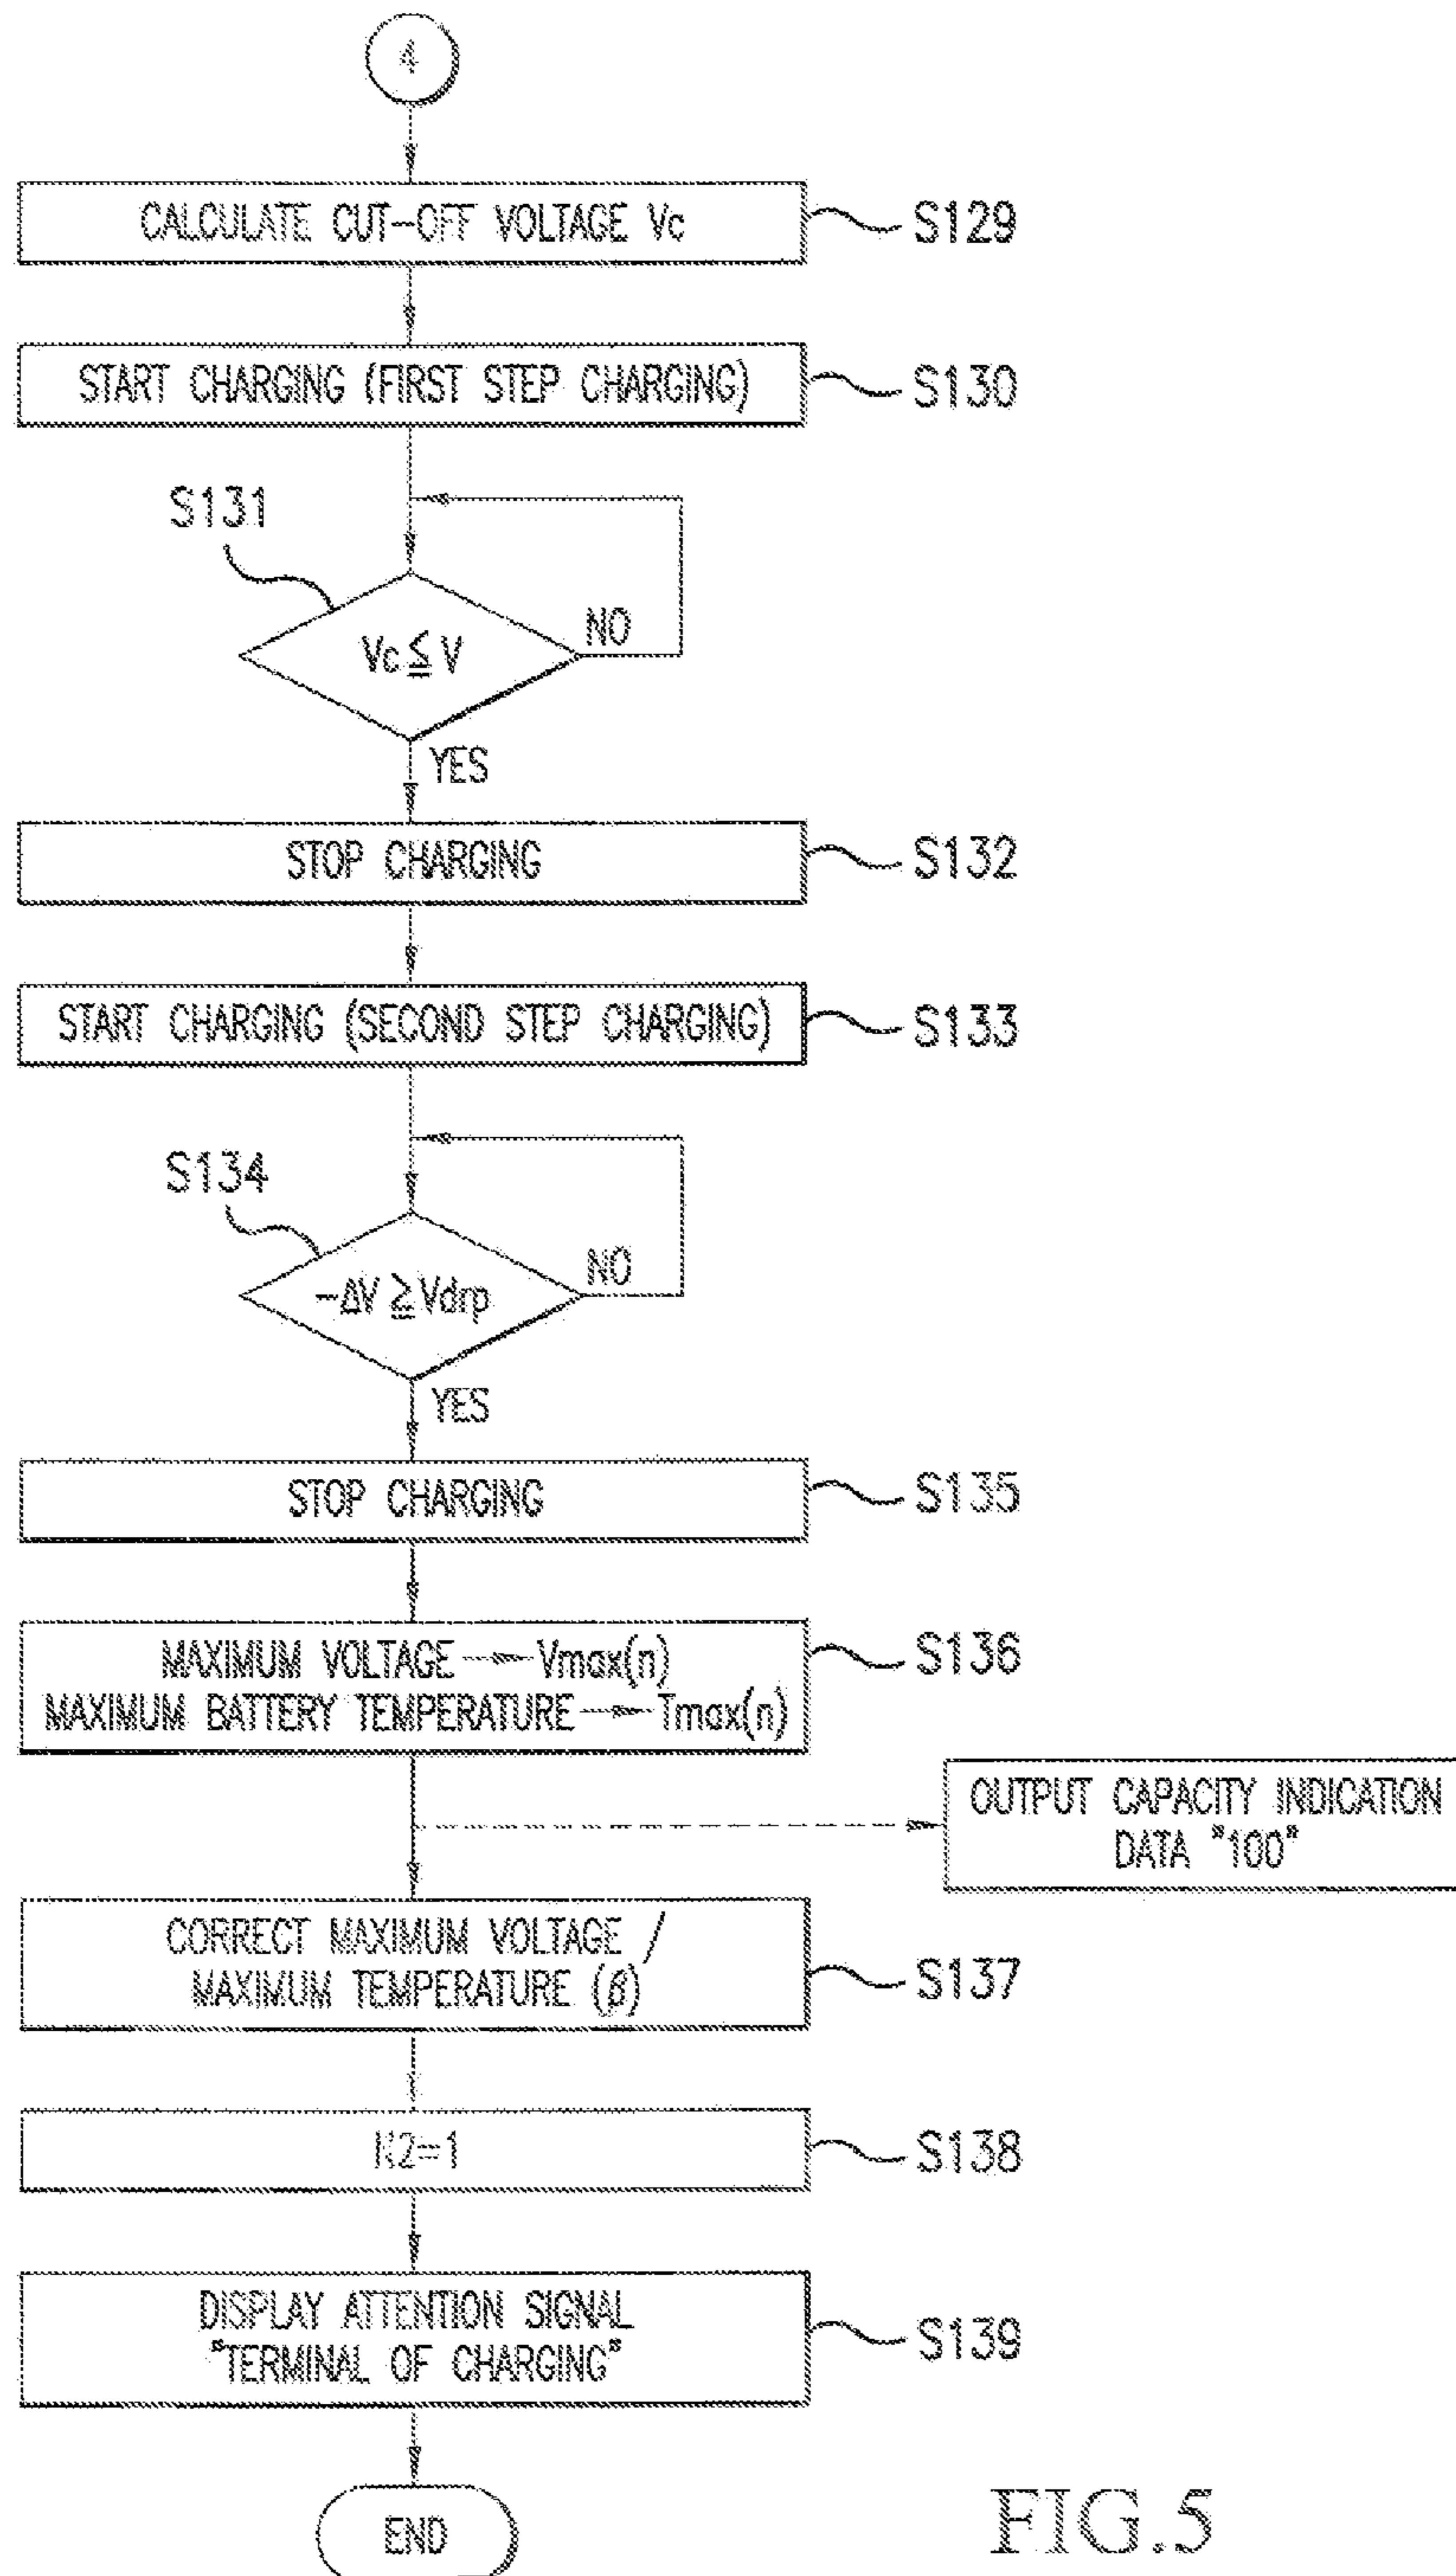 4
CALCULATE CUT-OFF VOLTAGE Vc
S129
START CHARGING (FIRST STEP CHARGING)
S130
S131
Vc≦V
NO
YES
STOP CHARGING
S132
START CHARGING (SECOND STEP CHARGING)
S133
S134
-ΔV≧Vdrp
NO
YES
STOP CHARGING
S135
MAXIMUM VOLTAGE→Vmax(n)
MAXIMUM BATTERY TEMPERATURE→Tmax(n)
S136
OUTPUT CAPACITY INDICATION
DATA "100"
CORRECT MAXIMUM VOLTAGE /
MAXIMUM TEMPERATURE (β)
S137
N2=1
S138
DISPLAY ATTENTION SIGNAL
"TERMINAL OF CHARGING"
S139
END
FIG.5